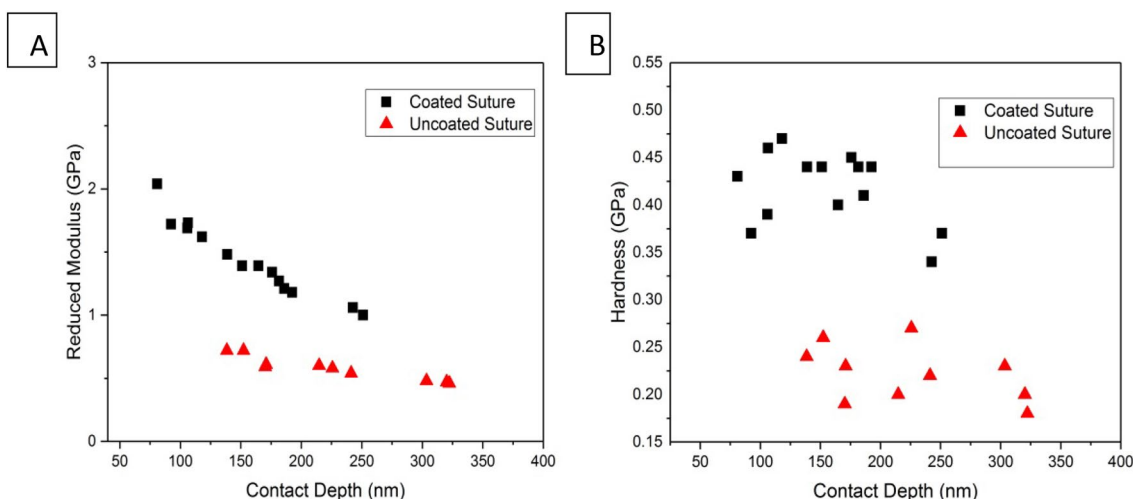 A
3
2
1
0
Reduced Modulus (GPa)
Coated Suture
Uncoated Suture
50 100 150 200 250 300 350 400
Contact Depth (nm)
B
0.55
0.50
0.45
0.40
0.35
0.30
0.25
0.20
0.15
Hardness (GPa)
Coated Suture
Uncoated Suture
50 100 150 200 250 300 350 400
Contact Depth (nm)